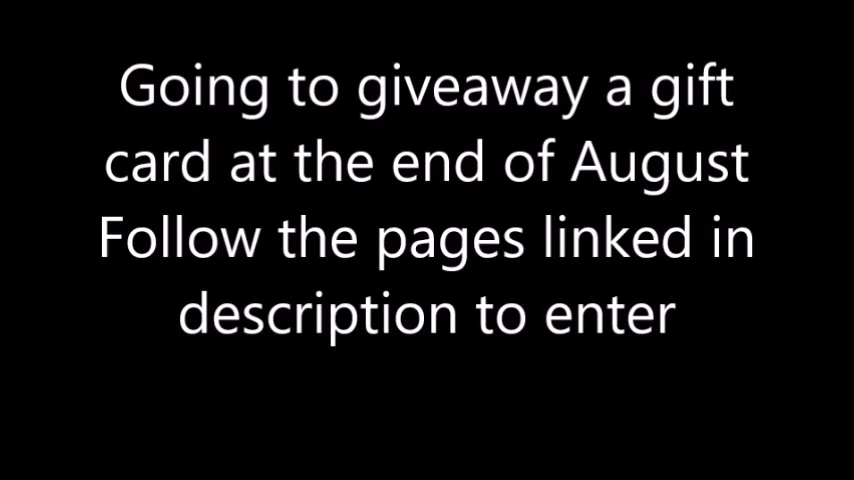 Going to giveaway a gift
card at the end of August
Follow the pages linked in
description to enter